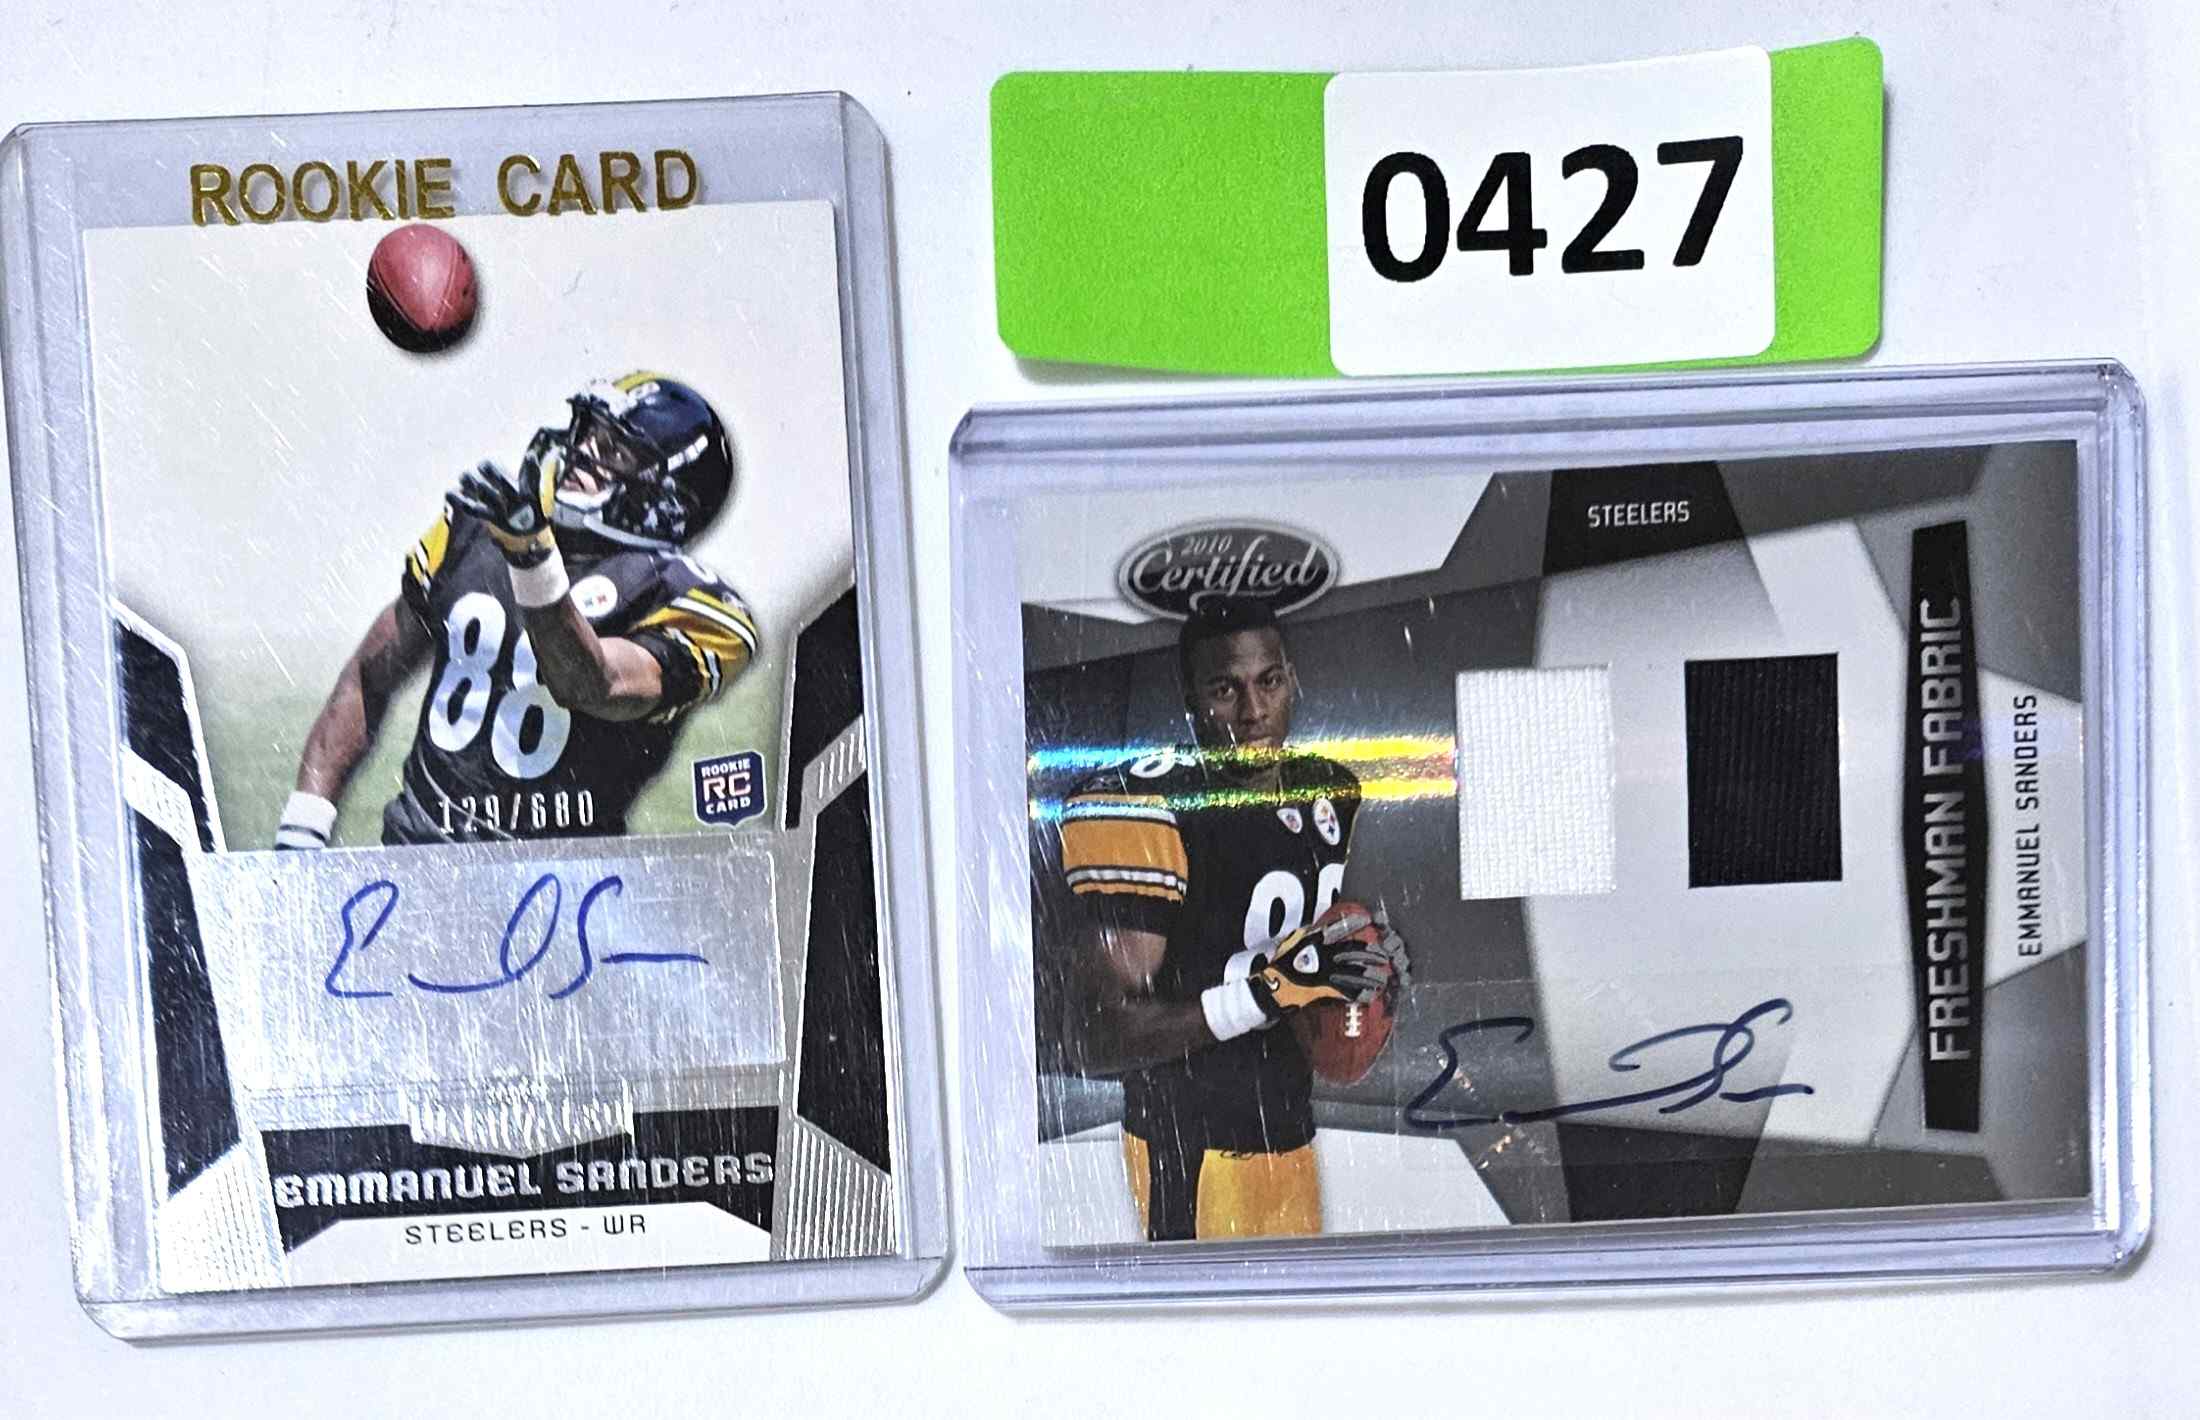 ROOKIE CARD
88
129/680
ROOKIE
RC
CARD
EMMANUEL SANDERS
STEELERS - WR
0427
2010
Certified
STEELERS
FRESHMAN FABRIC
EMMANUEL SANDERS